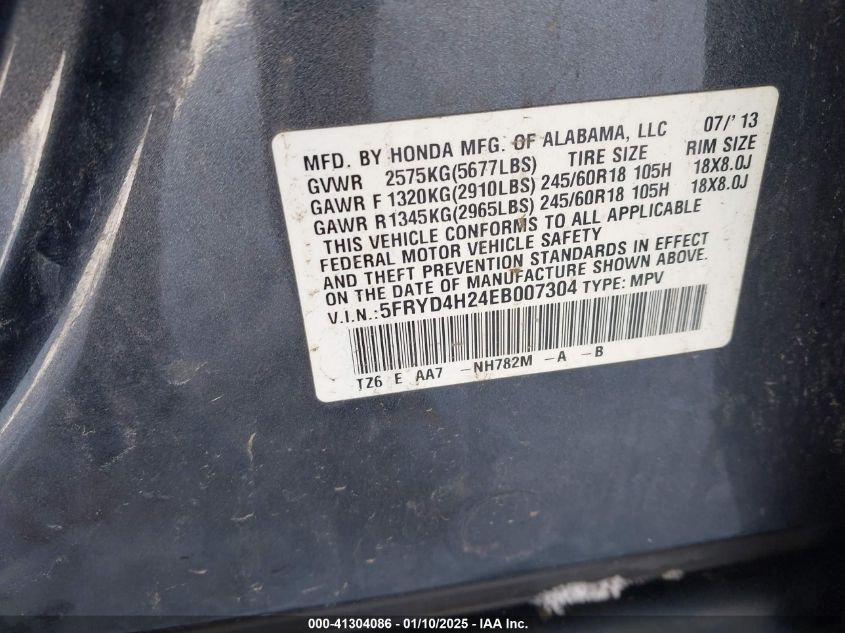 MFD. BY HONDA MFG. OF ALABAMA, LLC 07/'13
GVWR 2575KG(5677LBS) TIRE SIZE RIM SIZE
GAWR F 1320KG(2910LBS) 245/60R18 105H 18X8.0J
GAWR R 1345KG(2965LBS) 245/60R18 105H 18X8.0J
THIS VEHICLE CONFORMS TO ALL APPLICABLE
FEDERAL MOTOR VEHICLE SAFETY
AND THEFT PREVENTION STANDARDS IN EFFECT
ON THE DATE OF MANUFACTURE SHOWN ABOVE.
V.I.N.:5FRYD4H24EB007304 TYPE: MPV
TZ6 E AA7 -NH782M -A -B
000-41304086 - 01/10/2025 - IAA Inc.